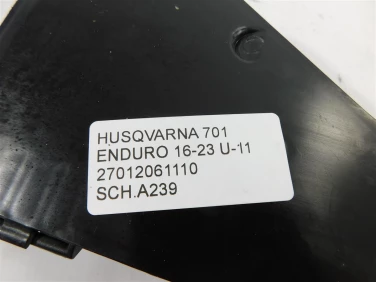 HUSQVARNA 701
ENDURO 16-23 U-11
27012061110
SCH.A239